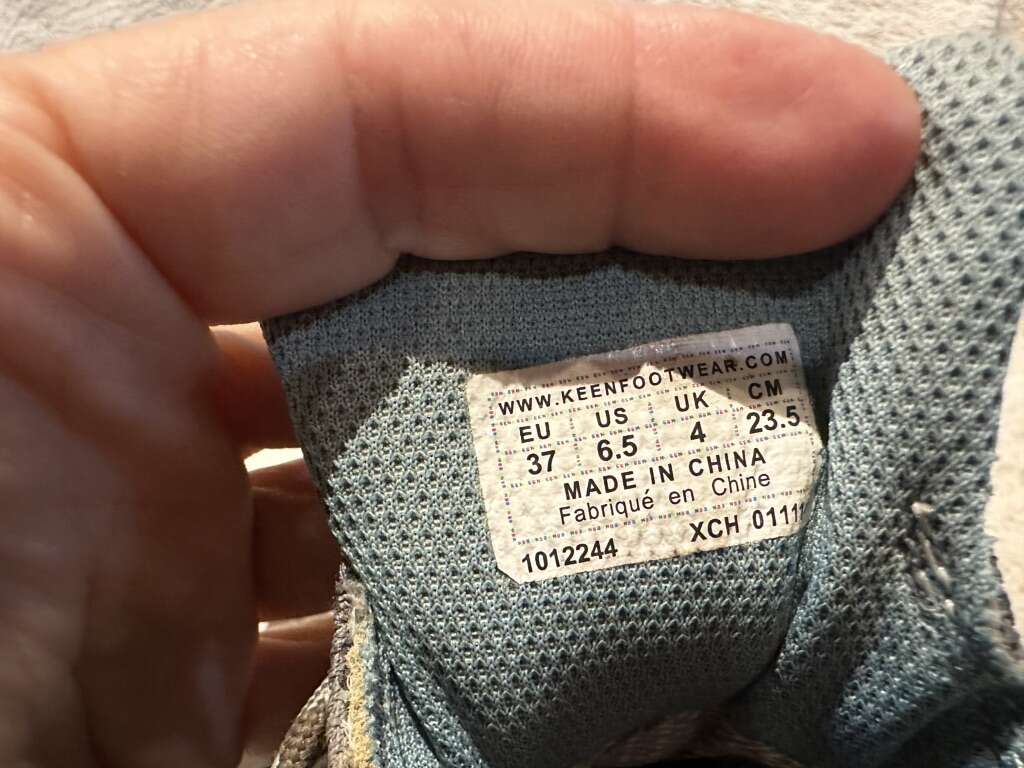 WWW.KEENFOOTWEAR.COM
EU US UK CM
37 6.5 4 23.5
MADE IN CHINA
Fabriqué en Chine
1012244 XCH 01111